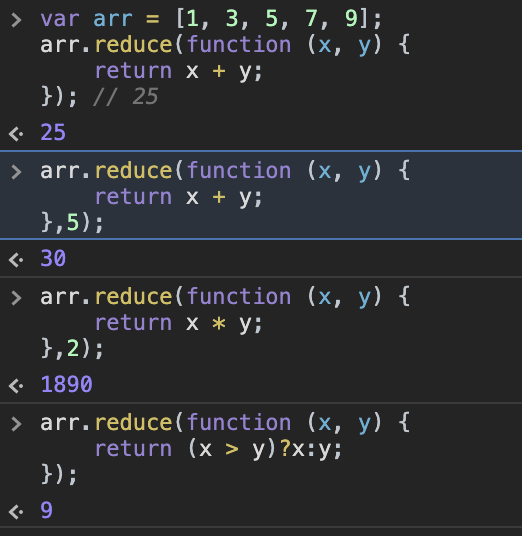 > var arr = [1, 3, 5, 7, 9];
arr.reduce(function (x, y) {
    return x + y;
}); // 25
<· 25
> arr.reduce(function (x, y) {
    return x + y;
},5);
<· 30
> arr.reduce(function (x, y) {
    return x * y;
},2);
<· 1890
> arr.reduce(function (x, y) {
    return (x > y)?x:y;
});
<· 9